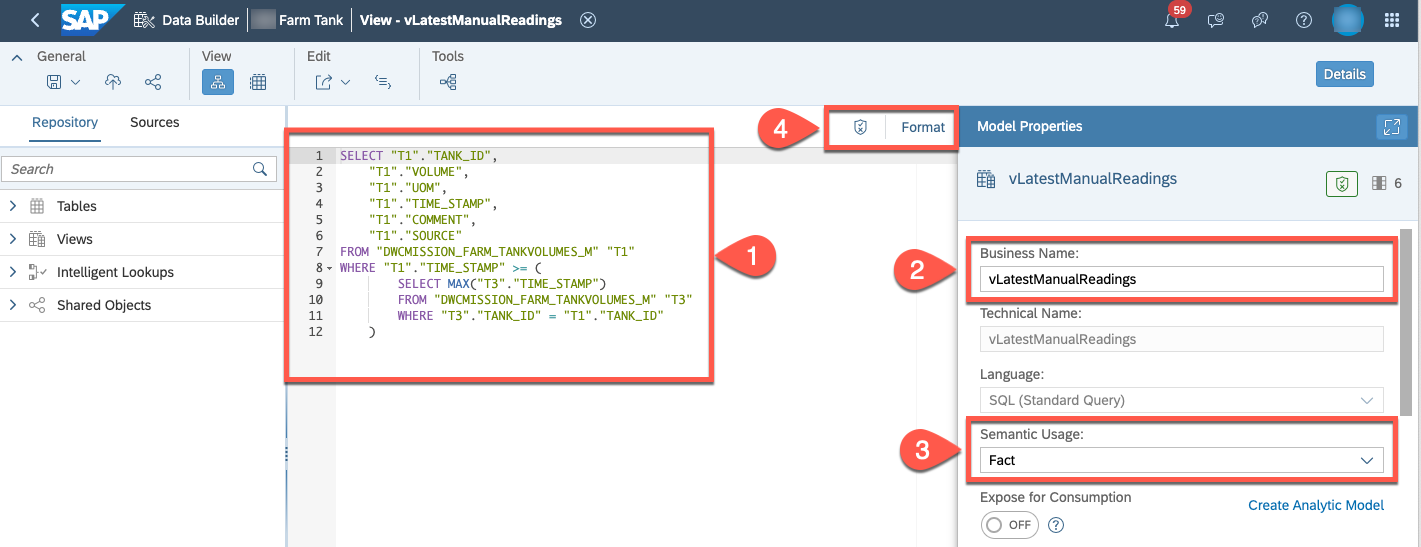 SAP Data Builder Farm Tank View - vLatestManualReadings 59
General View Edit Tools
Details
Repository Sources
Search
Tables
Views
Intelligent Lookups
Shared Objects
4 Format
1 SELECT "T1"."TANK_ID",
2 "T1"."VOLUME",
3 "T1"."UOM",
4 "T1"."TIME_STAMP",
5 "T1"."COMMENT",
6 "T1"."SOURCE"
7 FROM "DWCMISSION_FARM_TANKVOLUMES_M" "T1"
8 WHERE "T1"."TIME_STAMP" >= (
9 SELECT MAX("T3"."TIME_STAMP")
10 FROM "DWCMISSION_FARM_TANKVOLUMES_M" "T3"
11 WHERE "T3"."TANK_ID" = "T1"."TANK_ID"
12 )
1
Model Properties
vLatestManualReadings 6
2
Business Name:
vLatestManualReadings
Technical Name:
vLatestManualReadings
Language:
SQL (Standard Query)
3
Semantic Usage:
Fact
Expose for Consumption
Create Analytic Model
OFF ?